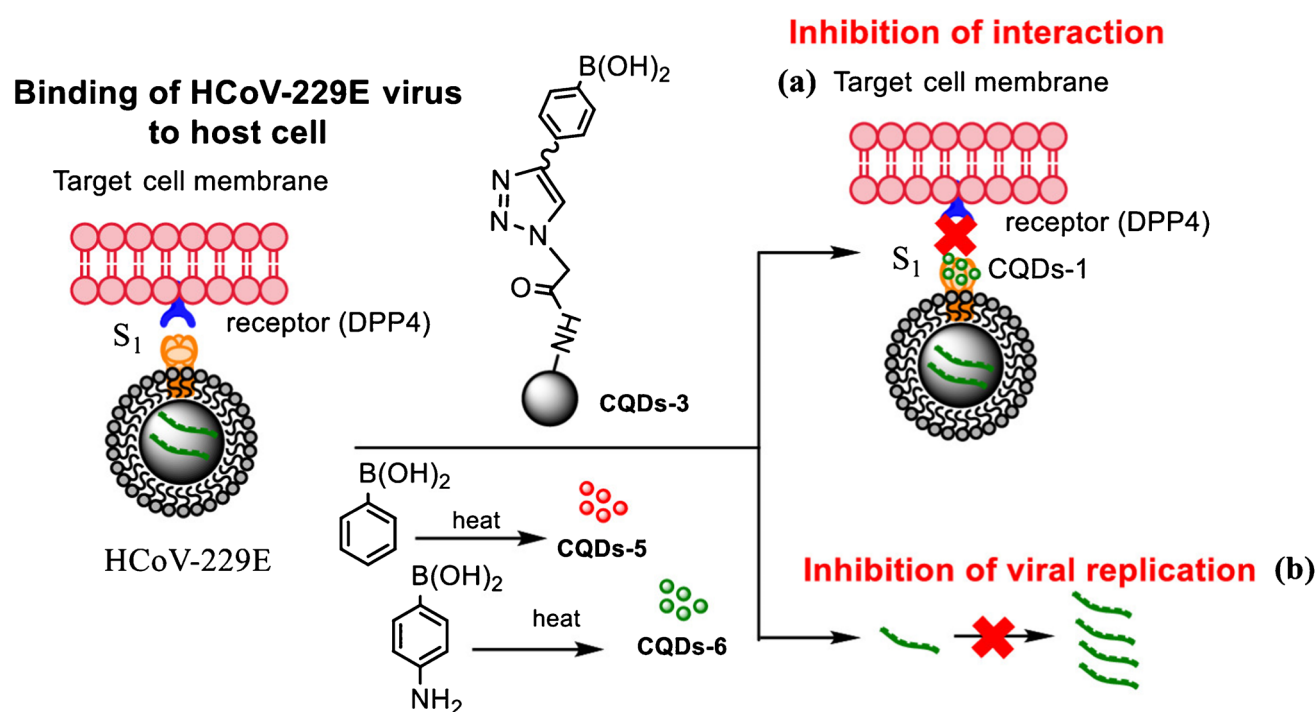 Binding of HCoV-229E virus
to host cell
Target cell membrane
receptor (DPP4)
S1
HCoV-229E
B(OH)2
N
N
N
O
HN
CQDs-3
B(OH)2
heat
CQDs-5
B(OH)2
NH2
heat
CQDs-6
Inhibition of interaction
(a) Target cell membrane
receptor (DPP4)
S1
CQDs-1
Inhibition of viral replication (b)